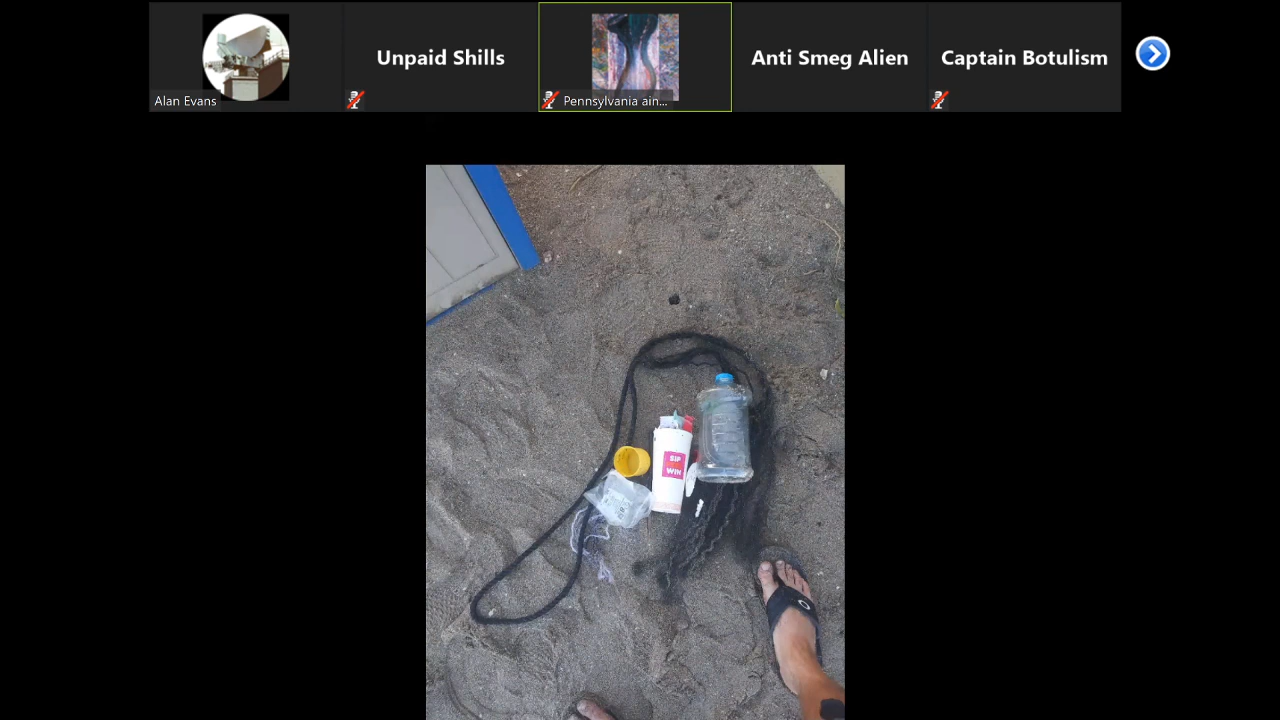 Alan Evans
Unpaid Shills
Pennsylvania ain...
Anti Smeg Alien
Captain Botulism
SIP
WIN